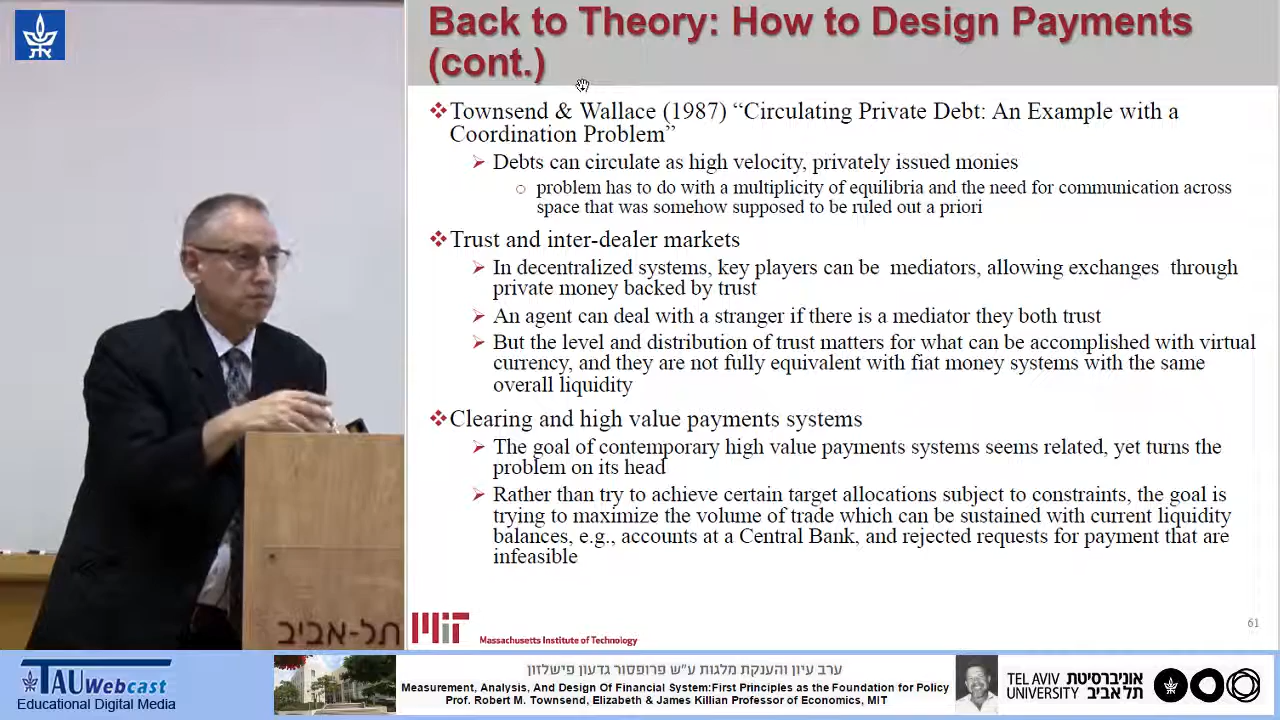 Back to Theory: How to Design Payments
(cont.)
❖Townsend & Wallace (1987) “Circulating Private Debt: An Example with a
Coordination Problem”
➢ Debts can circulate as high velocity, privately issued monies
○ problem has to do with a multiplicity of equilibria and the need for communication across
space that was somehow supposed to be ruled out a priori
❖Trust and inter-dealer markets
➢ In decentralized systems, key players can be mediators, allowing exchanges through
private money backed by trust
➢ An agent can deal with a stranger if there is a mediator they both trust
➢ But the level and distribution of trust matters for what can be accomplished with virtual
currency, and they are not fully equivalent with fiat money systems with the same
overall liquidity
❖Clearing and high value payments systems
➢ The goal of contemporary high value payments systems seems related, yet turns the
problem on its head
➢ Rather than try to achieve certain target allocations subject to constraints, the goal is
trying to maximize the volume of trade which can be sustained with current liquidity
balances, e.g., accounts at a Central Bank, and rejected requests for payment that are
infeasible
61
תל-אביב
MIT
Massachusetts Institute of Technology
TAU Webcast
Educational Digital Media
ערב עיון והענקת מלגות ע"ש פרופסור גדעון פישלזון
Measurement, Analysis, And Design Of Financial System:First Principles as the Foundation for Policy
Prof. Robert M. Townsend, Elizabeth & James Killian Professor of Economics, MIT
TEL AVIV אוניברסיטת
UNIVERSITY תל אביב